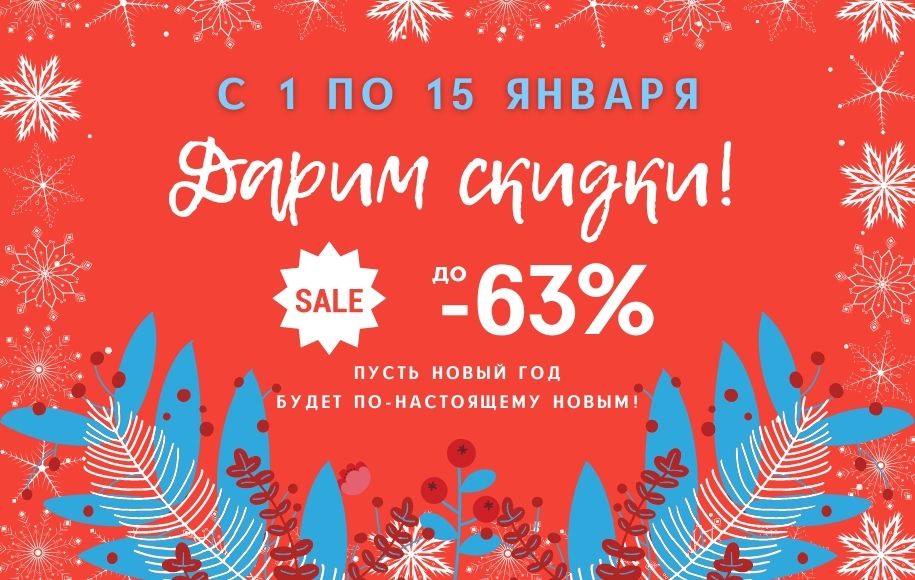 С 1 ПО 15 ЯНВАРЯ
Дарим скидки!
SALE
до
-63%
ПУСТЬ НОВЫЙ ГОД
БУДЕТ ПО-НАСТОЯЩЕМУ НОВЫМ!